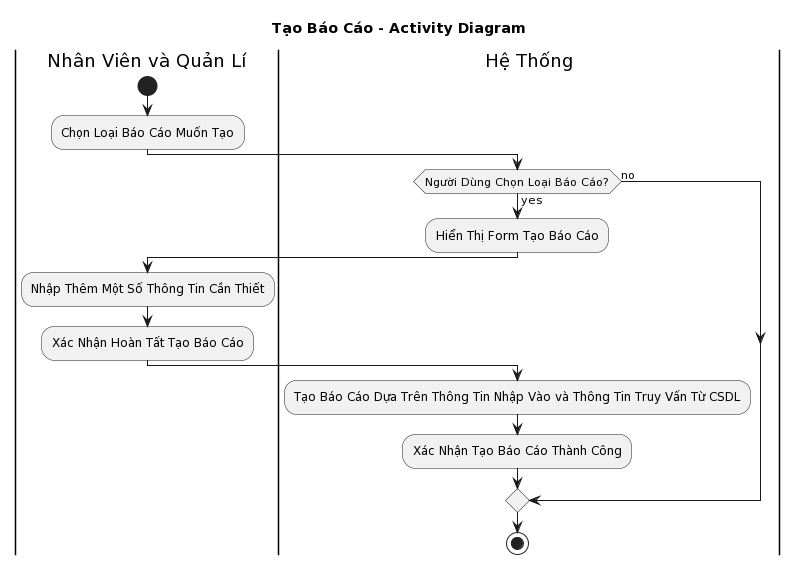 Tạo Báo Cáo - Activity Diagram
Nhân Viên và Quản Lí
Hệ Thống
Chọn Loại Báo Cáo Muốn Tạo
Người Dùng Chọn Loại Báo Cáo?
no
yes
Hiển Thị Form Tạo Báo Cáo
Nhập Thêm Một Số Thông Tin Cần Thiết
Xác Nhận Hoàn Tất Tạo Báo Cáo
Tạo Báo Cáo Dựa Trên Thông Tin Nhập Vào và Thông Tin Truy Vấn Từ CSDL
Xác Nhận Tạo Báo Cáo Thành Công